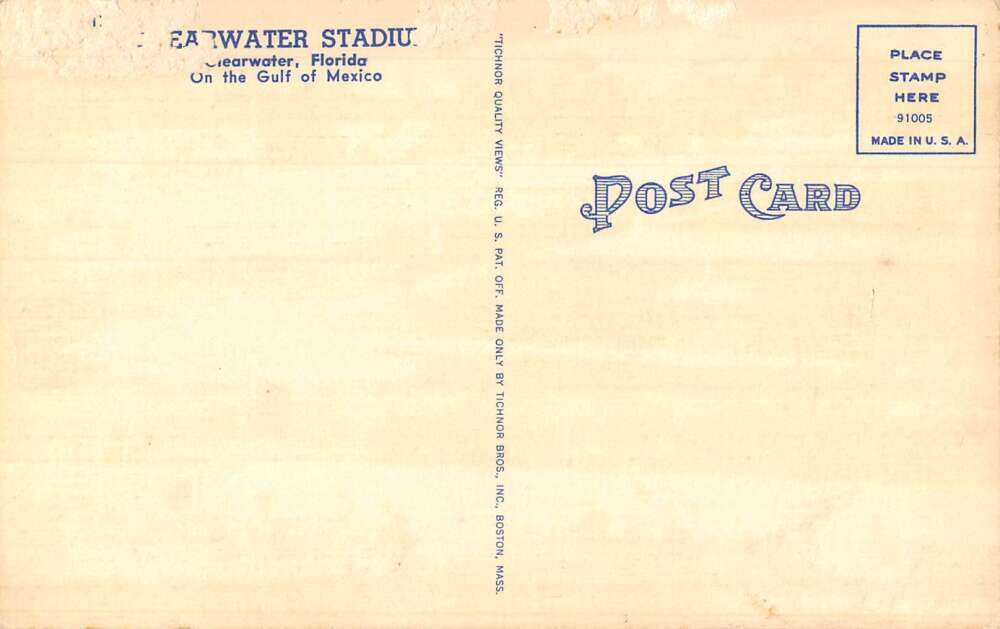 EARWATER STADIU
Clearwater, Florida
On the Gulf of Mexico
"TICHNOR QUALITY VIEWS" REG. U. S. PAT. OFF. MADE ONLY BY TICHNOR BROS., INC., BOSTON, MASS.
PLACE
STAMP
HERE
91005
MADE IN U. S. A.
POST CARD